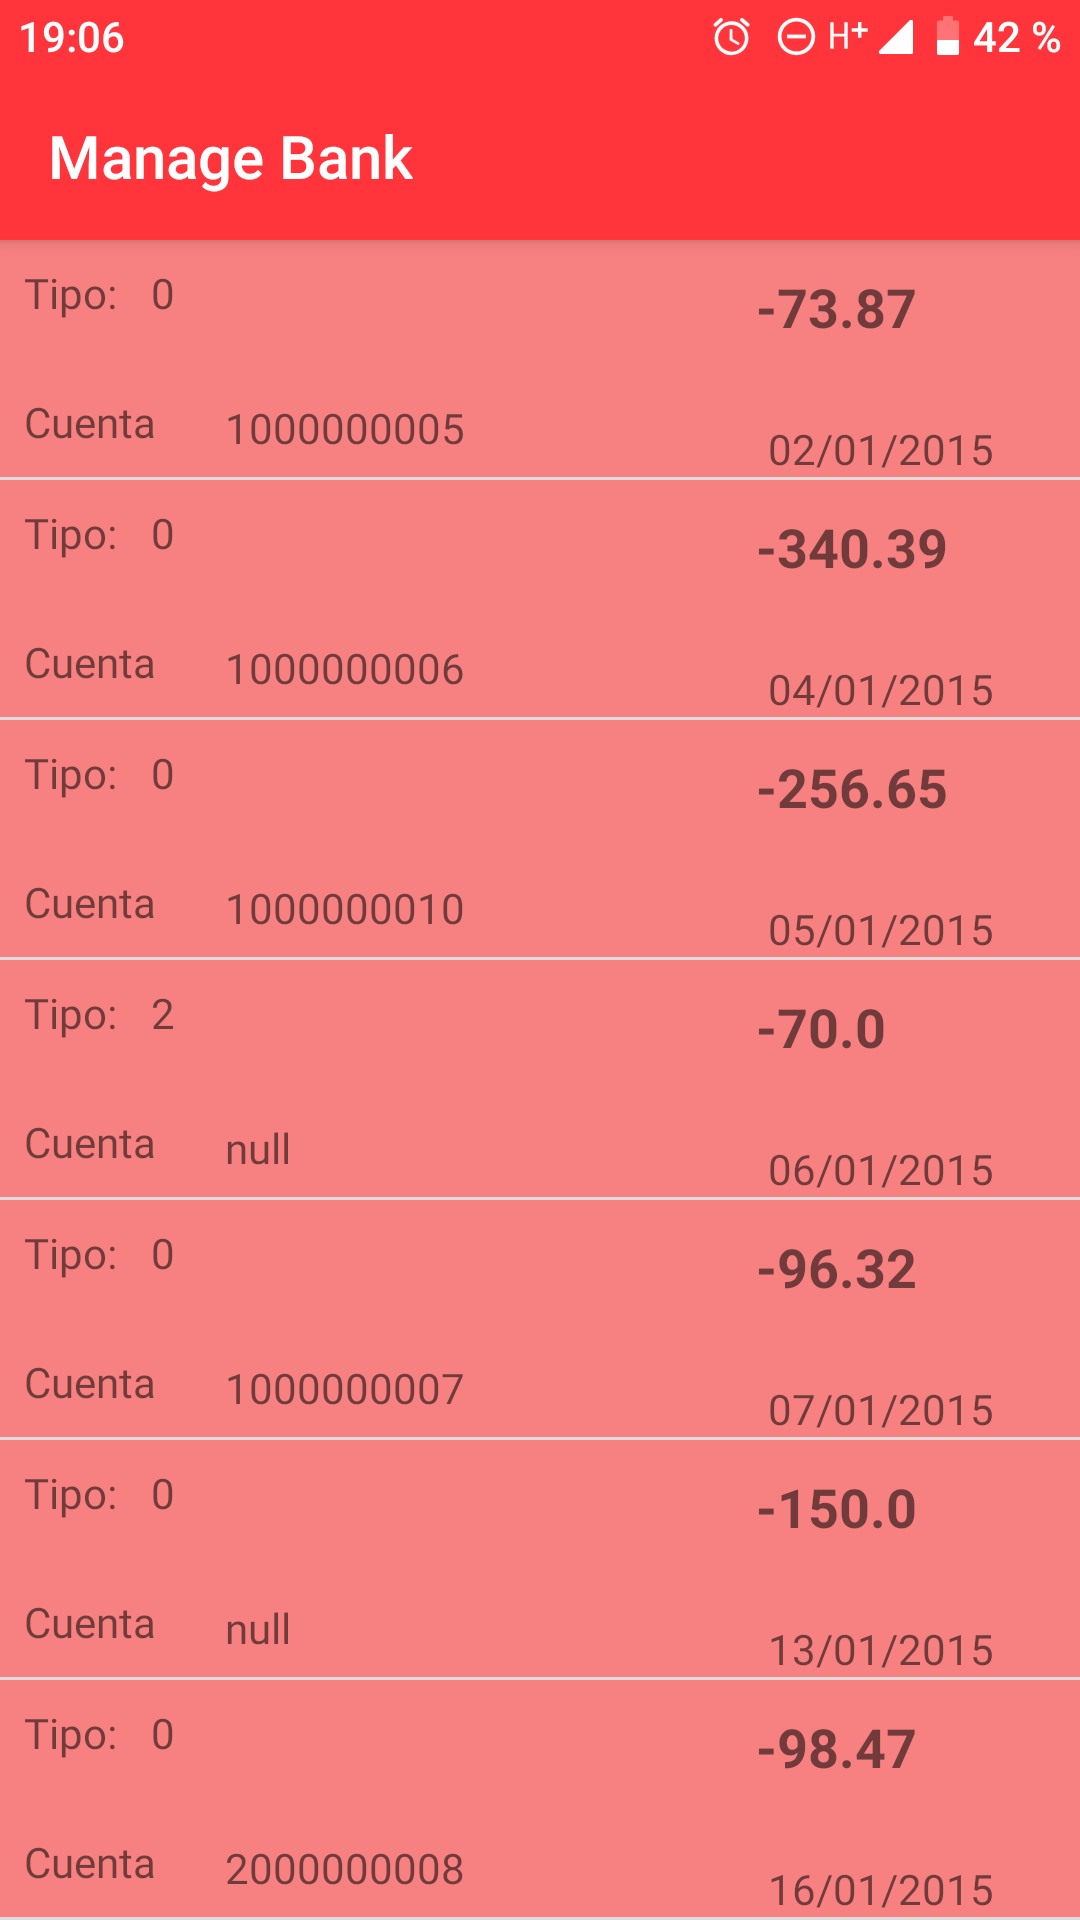 19:06 H+ 42 %
Manage Bank
Tipo: 0 -73.87
Cuenta 1000000005 02/01/2015
Tipo: 0 -340.39
Cuenta 1000000006 04/01/2015
Tipo: 0 -256.65
Cuenta 1000000010 05/01/2015
Tipo: 2 -70.0
Cuenta null 06/01/2015
Tipo: 0 -96.32
Cuenta 1000000007 07/01/2015
Tipo: 0 -150.0
Cuenta null 13/01/2015
Tipo: 0 -98.47
Cuenta 2000000008 16/01/2015